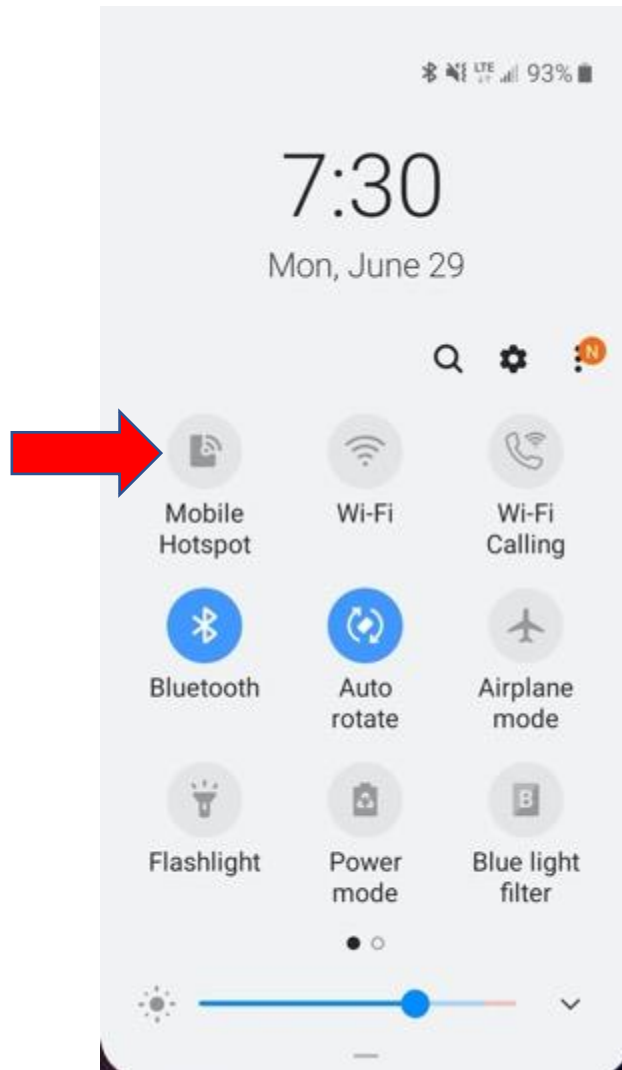 LTE 93%
7:30
Mon, June 29
N
Mobile
Hotspot
Wi-Fi
Wi-Fi
Calling
Bluetooth
Auto
rotate
Airplane
mode
Flashlight
Power
mode
B
Blue light
filter